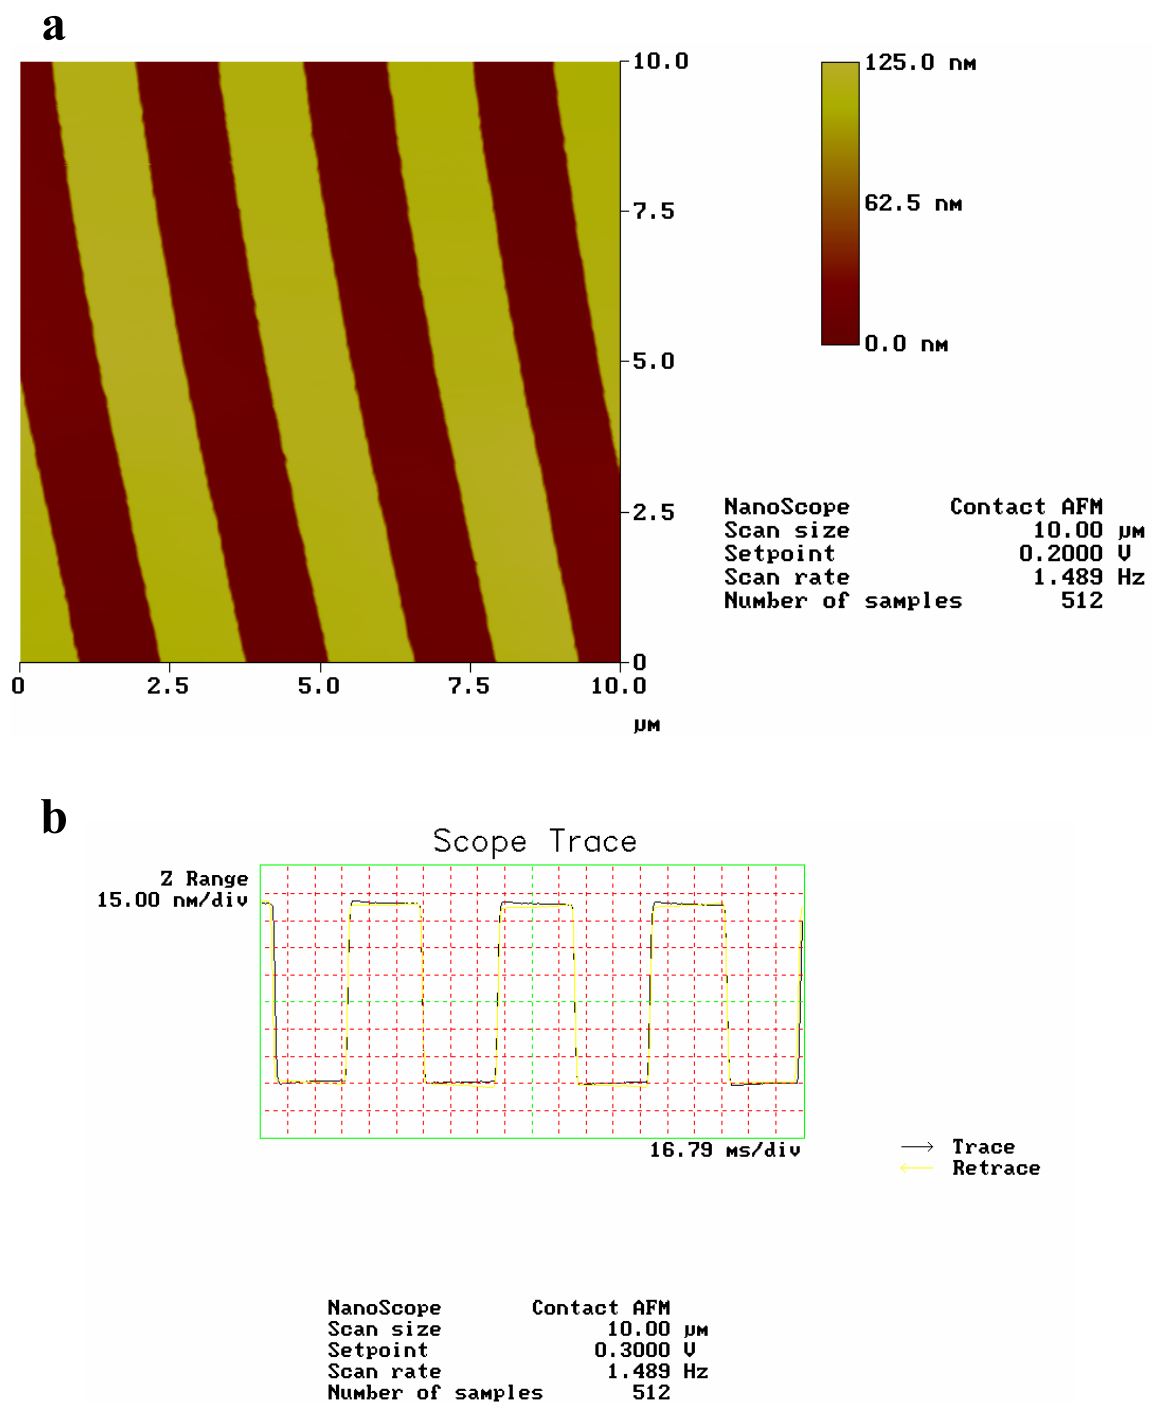 a
10.0
7.5
5.0
2.5
0
0 2.5 5.0 7.5 10.0
µm
125.0 nm
62.5 nm
0.0 nm
NanoScope Contact AFM
Scan size 10.00 µm
Setpoint 0.2000 V
Scan rate 1.489 Hz
Number of samples 512
b
Scope Trace
Z Range
15.00 nm/div
16.79 ms/div
Trace
Retrace
NanoScope Contact AFM
Scan size 10.00 µm
Setpoint 0.3000 V
Scan rate 1.489 Hz
Number of samples 512